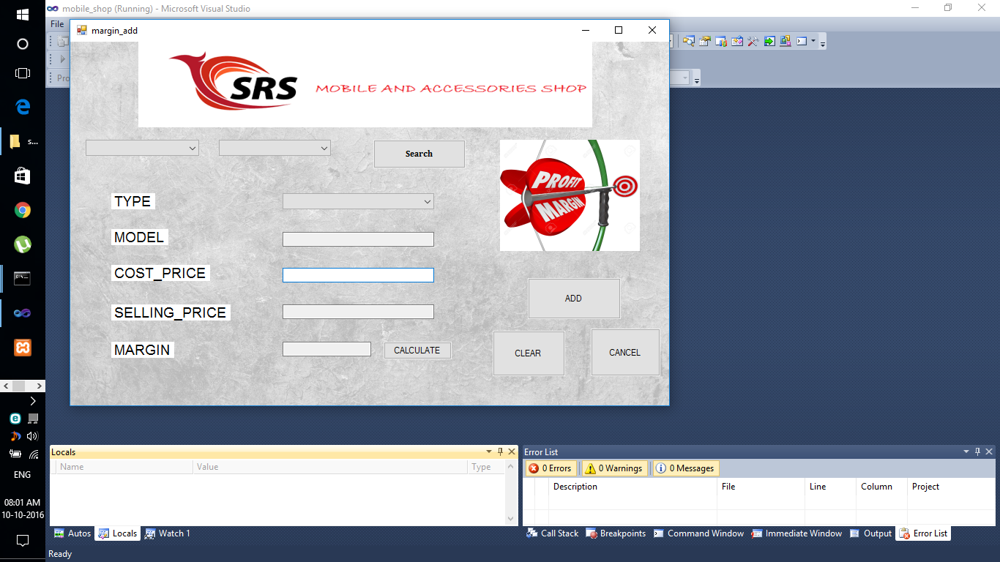 mobile_shop (Running) - Microsoft Visual Studio
File
margin_add
Pro
SRS MOBILE AND ACCESSORIES SHOP
Search
PROFIT
MARGIN
TYPE
MODEL
COST_PRICE
ADD
SELLING_PRICE
MARGIN
CALCULATE
CLEAR
CANCEL
s...
ENG
08:01 AM
10-10-2016
Locals
Name Value Type
Autos Locals Watch 1
Error List
0 Errors 0 Warnings 0 Messages
Description File Line Column Project
Call Stack Breakpoints Command Window Immediate Window Output Error List
Ready